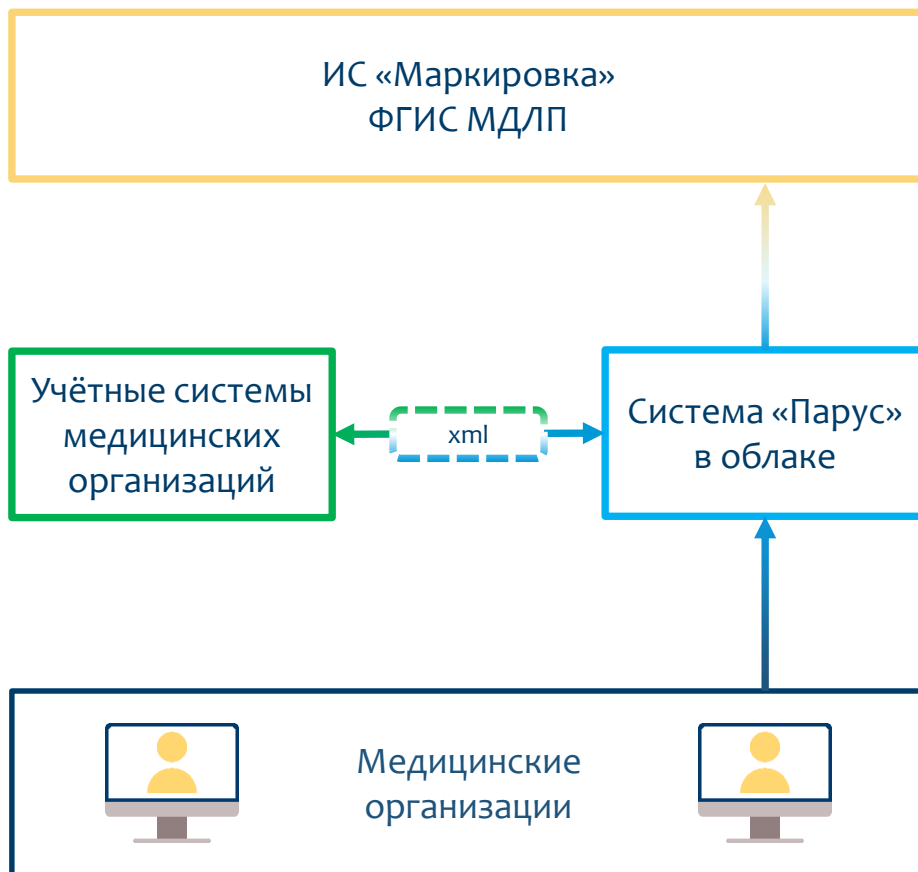 ИС «Маркировка»
ФГИС МДЛП
Учётные системы
медицинских
организаций
xml
Система «Парус»
в облаке
Медицинские
организации